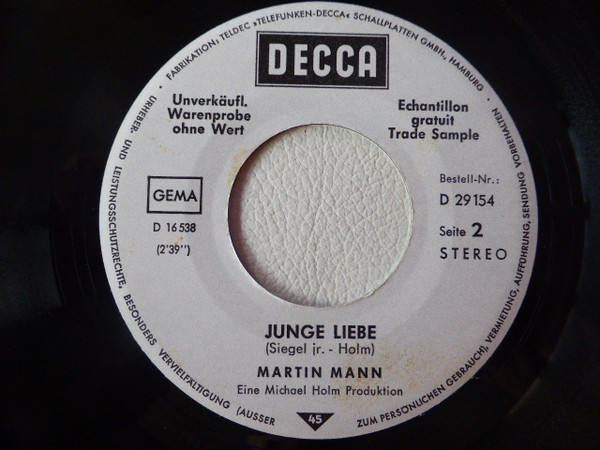 · FABRIKATION: TELDEC »TELEFUNKEN-DECCA« SCHALLPLATTEN GMBH, HAMBURG ·
DECCA
Unverkäufl.
Warenprobe
ohne Wert
Echantillon
gratuit
Trade Sample
GEMA
D 16 538
(2'39'')
Bestell-Nr.:
D 29 154
Seite 2
STEREO
JUNGE LIEBE
(Siegel jr. - Holm)
MARTIN MANN
Eine Michael Holm Produktion
URHEBER- UND LEISTUNGSSCHUTZRECHTE, BESONDERS VERVIELFÄLTIGUNG (AUSSER
45
ZUM PERSÖNLICHEN GEBRAUCH), VERMIETUNG, AUFFÜHRUNG, SENDUNG VORBEHALTEN